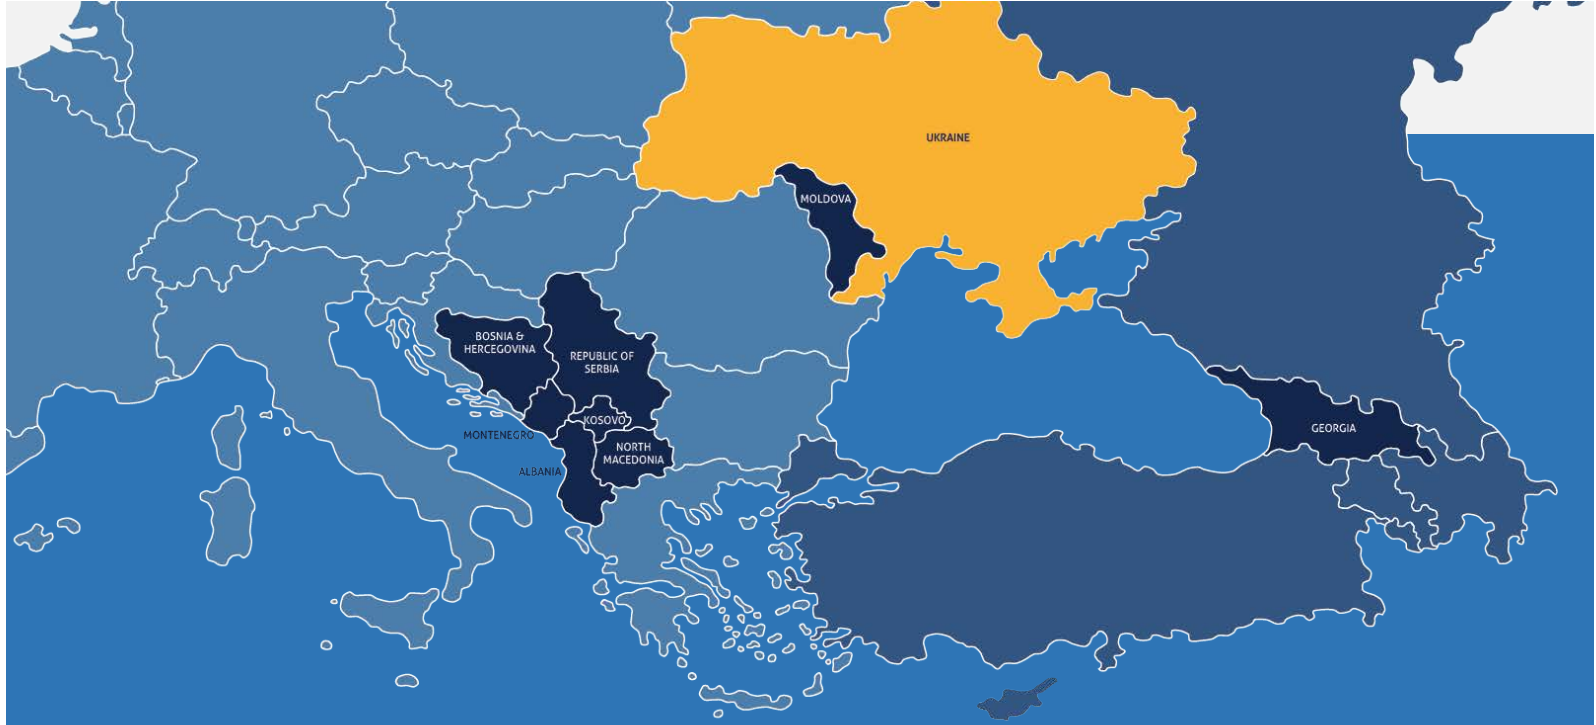 UKRAINE
MOLDOVA
BOSNIA &
HERCEGOVINA
REPUBLIC OF
SERBIA
KOSOVO
MONTENEGRO
NORTH
MACEDONIA
ALBANIA
GEORGIA